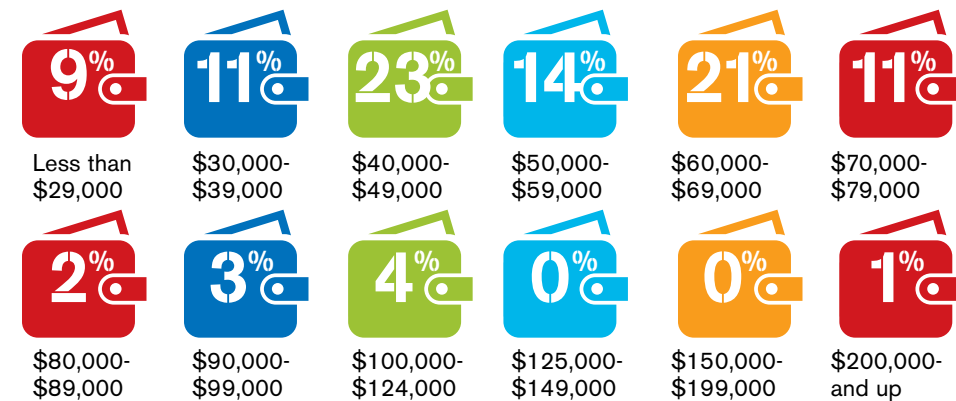 9% 11% 23% 14% 21% 11%
Less than $30,000- $40,000- $50,000- $60,000- $70,000-
$29,000 $39,000 $49,000 $59,000 $69,000 $79,000
2% 3% 4% 0% 0% 1%
$80,000- $90,000- $100,000- $125,000- $150,000- $200,000-
$89,000 $99,000 $124,000 $149,000 $199,000 and up